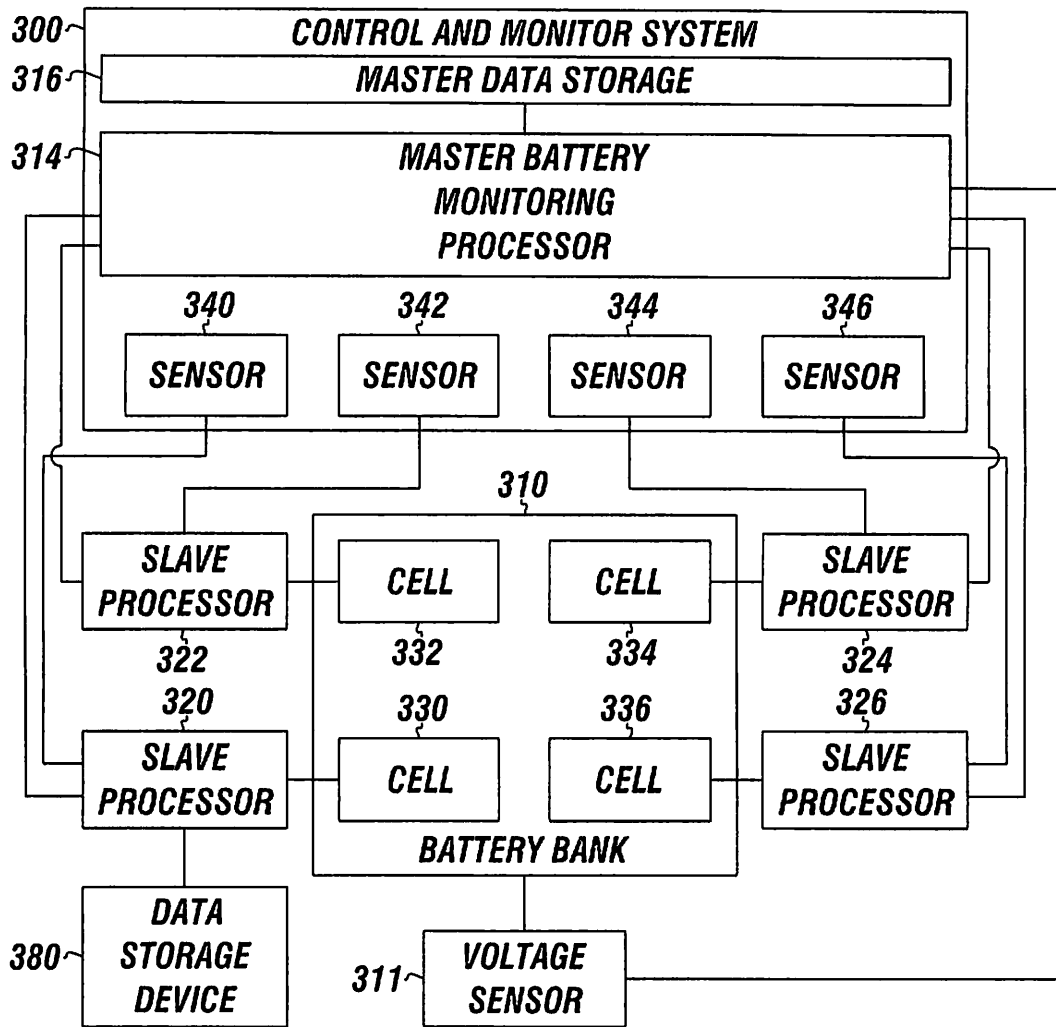 300
CONTROL AND MONITOR SYSTEM
316
MASTER DATA STORAGE
314
MASTER BATTERY
MONITORING
PROCESSOR
340
342
344
346
SENSOR
SENSOR
SENSOR
SENSOR
310
SLAVE
PROCESSOR
322
CELL
332
CELL
334
SLAVE
PROCESSOR
324
320
SLAVE
PROCESSOR
330
CELL
336
CELL
326
SLAVE
PROCESSOR
BATTERY BANK
380
DATA
STORAGE
DEVICE
311
VOLTAGE
SENSOR